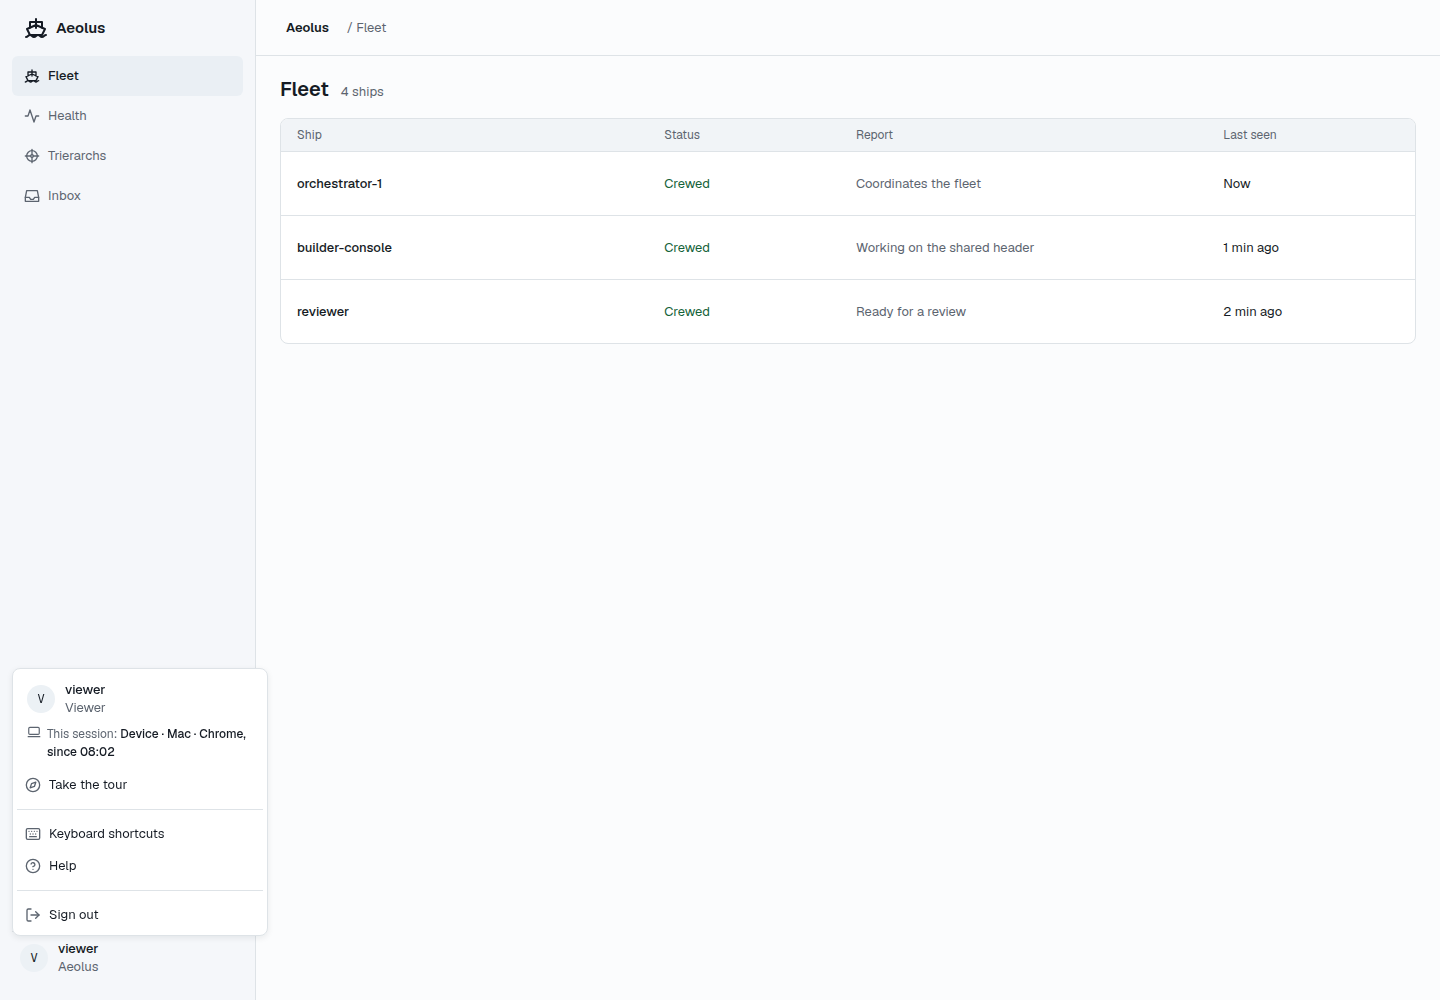 Aeolus
Fleet
Health
Trierarchs
Inbox
Aeolus / Fleet
Fleet 4 ships
Ship Status Report Last seen
orchestrator-1 Crewed Coordinates the fleet Now
builder-console Crewed Working on the shared header 1 min ago
reviewer Crewed Ready for a review 2 min ago
V
viewer
Viewer
This session: Device · Mac · Chrome,
since 08:02
Take the tour
Keyboard shortcuts
Help
Sign out
V
viewer
Aeolus